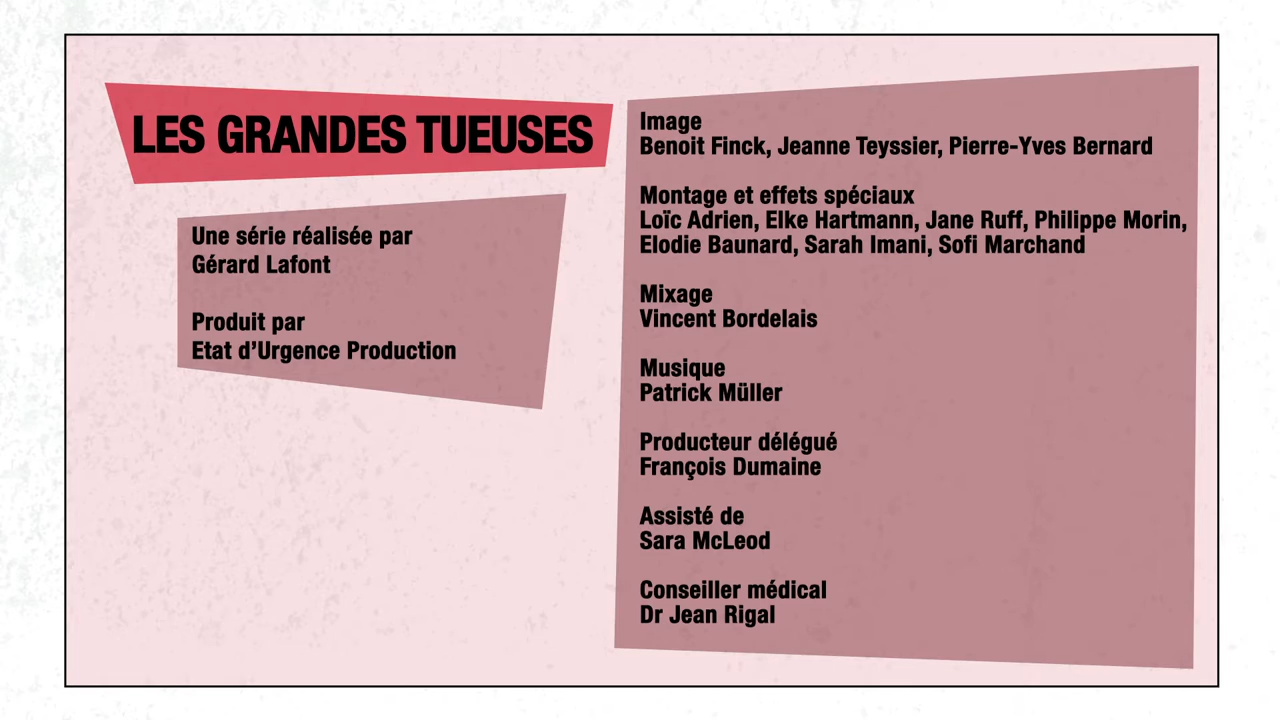 LES GRANDES TUEUSES
Une série réalisée par
Gérard Lafont
Produit par
Etat d’Urgence Production
Image
Benoit Finck, Jeanne Teyssier, Pierre-Yves Bernard
Montage et effets spéciaux
Loïc Adrien, Elke Hartmann, Jane Ruff, Philippe Morin,
Elodie Baunard, Sarah Imani, Sofi Marchand
Mixage
Vincent Bordelais
Musique
Patrick Müller
Producteur délégué
François Dumaine
Assisté de
Sara McLeod
Conseiller médical
Dr Jean Rigal